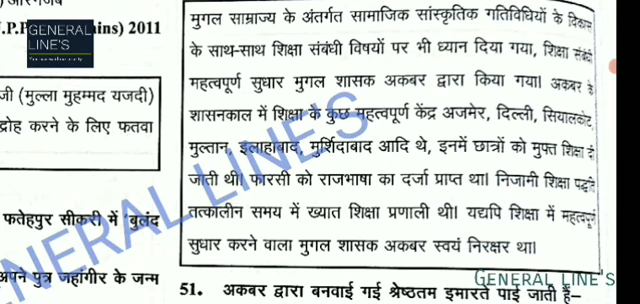 .P.P
ins) 2011
GENERAL
LINE'S
जी (मुल्ला मुहम्मद यजदी)
द्रोह करने के लिए फतवा
फतेहपुर सीकरी में 'बुलंद
अपने पुत्र जहांगीर के जन्म
मुगल साम्राज्य के अंतर्गत सामाजिक सांस्कृतिक गतिविधियों के विकास
के साथ-साथ शिक्षा संबंधी विषयों पर भी ध्यान दिया गया, शिक्षा संबंधी
महत्वपूर्ण सुधार मुगल शासक अकबर द्वारा किया गया। अकबर के
शासनकाल में शिक्षा के कुछ महत्वपूर्ण केंद्र अजमेर, दिल्ली, सियालकोट,
मुल्तान, इलाहाबाद, मुर्शिदाबाद आदि थे, इनमें छात्रों को मुफ्त शिक्षा दी
जाती थी। फारसी को राजभाषा का दर्जा प्राप्त था। निजामी शिक्षा पद्धति
तत्कालीन समय में ख्यात शिक्षा प्रणाली थी। यद्यपि शिक्षा में महत्वपूर्ण
सुधार करने वाला मुगल शासक अकबर स्वयं निरक्षर था।
51. अकबर द्वारा बनवाई गई श्रेष्ठतम इमारतें पाई जाती हैं
GENERAL LINE'S
GENERAL LINE'S